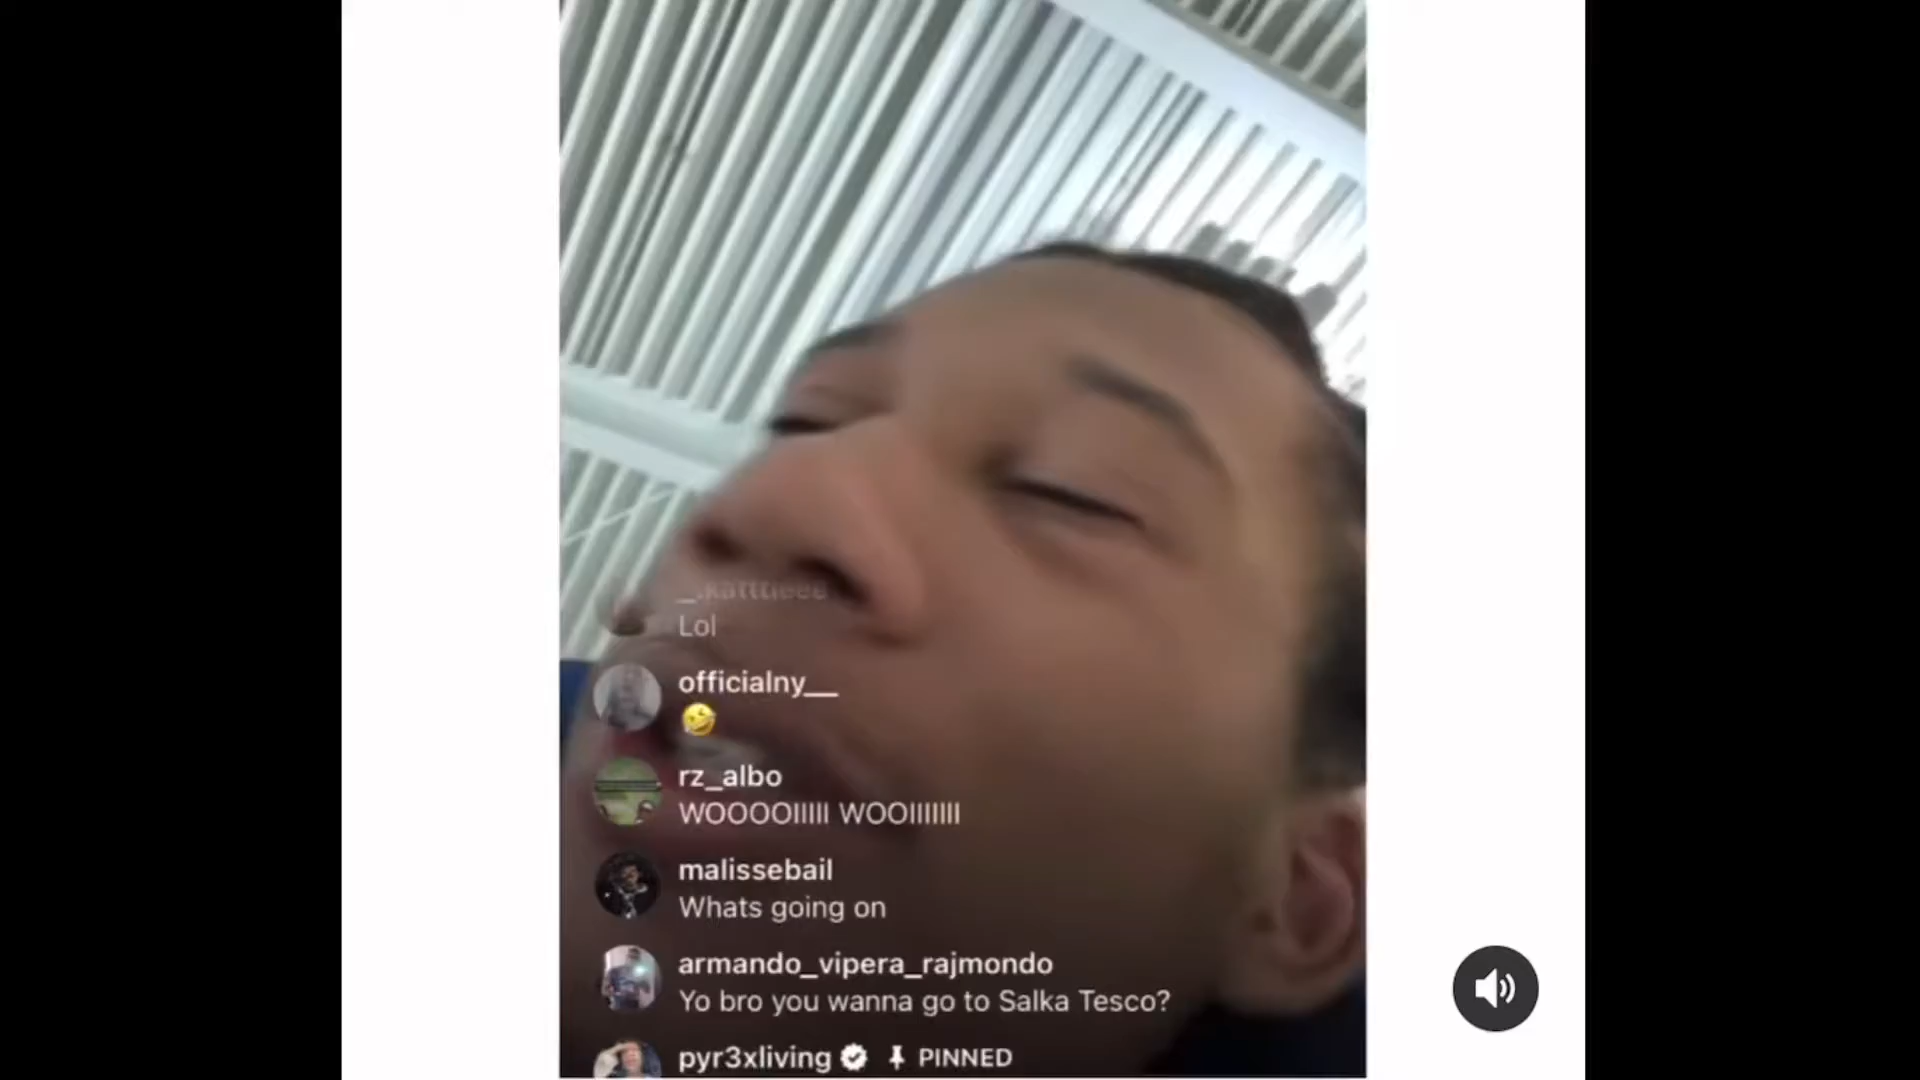 _.katttieee
Lol
officialny__
🤣
rz_albo
WOOOOIIIII WOOIIIIIII
malissebail
Whats going on
armando_vipera_rajmondo
Yo bro you wanna go to Salka Tesco?
pyr3xliving PINNED